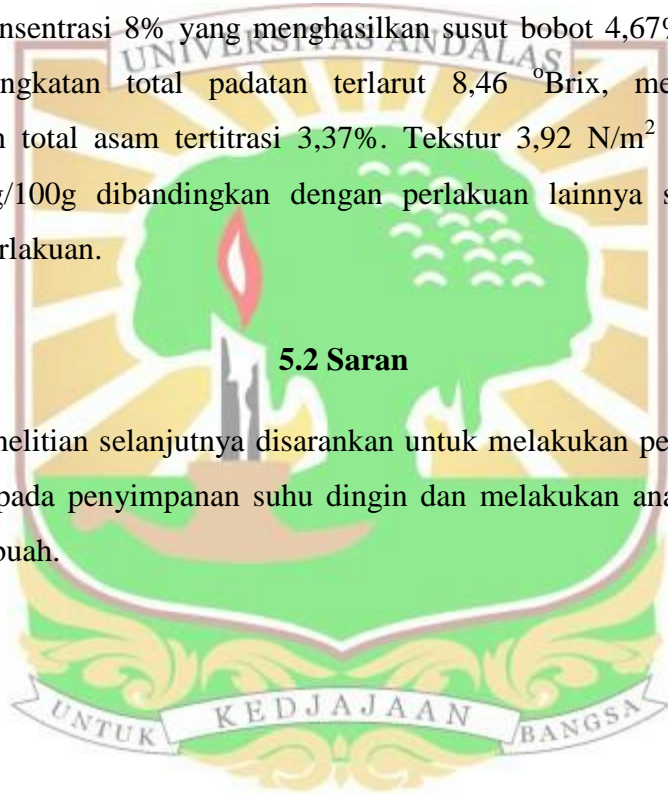 nsentrasi 8% yang menghasilkan susut bobot 4,67%
UNIVERSITAS ANDALAS
ngkatan total padatan terlarut 8,46 °Brix, me
total asam tertitrasi 3,37%. Tekstur 3,92 N/m²
g/100g dibandingkan dengan perlakuan lainnya s
rlakuan.
5.2 Saran
nelitian selanjutnya disarankan untuk melakukan pe
pada penyimpanan suhu dingin dan melakukan ana
buah.
UNTUK KEDJAJAAN BANGSA